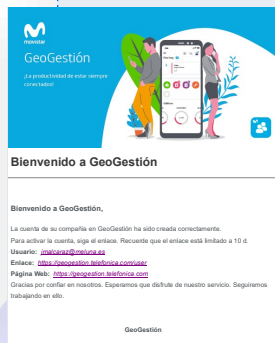 movistar
GeoGestión
¡La productividad de estar siempre
conectados!
Bienvenido a GeoGestión
Bienvenido a GeoGestión,
La cuenta de su compañia en GeoGestión ha sido creada correctamente.
Para activar la cuenta, siga el enlace. Recuerde que el enlace está limitado a 10 d.
Usuario: jmalcaraz@mejuna.es
Enlace: https://geogestion.telefonica.com/user
Página Web: https://geogestion.telefonica.com
Gracias por confiar en nosotros. Esperamos que disfrute de nuestro servicio. Seguiremos
trabajando en ello.
GeoGestión